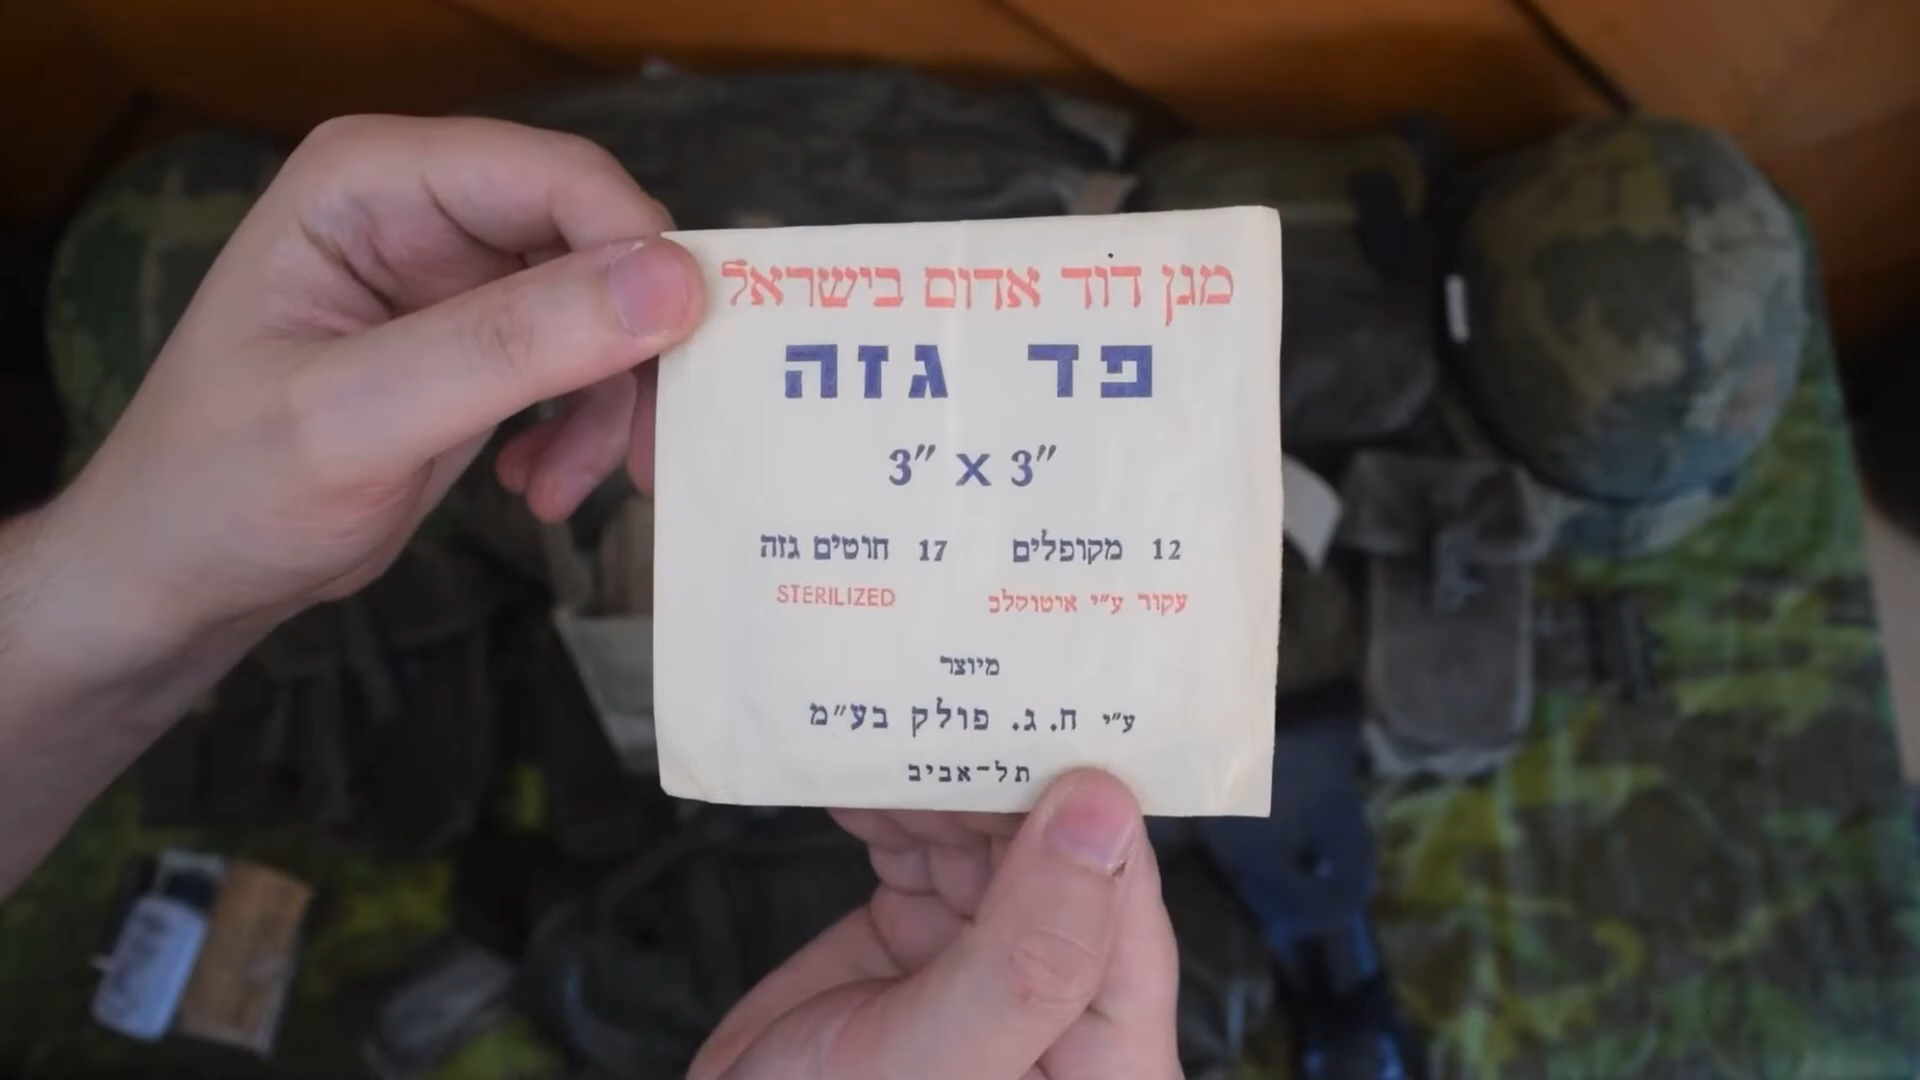 מגן דוד אדום בישראל
פד גזה
3" X 3"
12 מקופלים 17 חוטים גזה
עקור ע"י איטוקלב STERILIZED
מיוצר
ע"י ח. ג. פולק בע"מ
תל-אביב